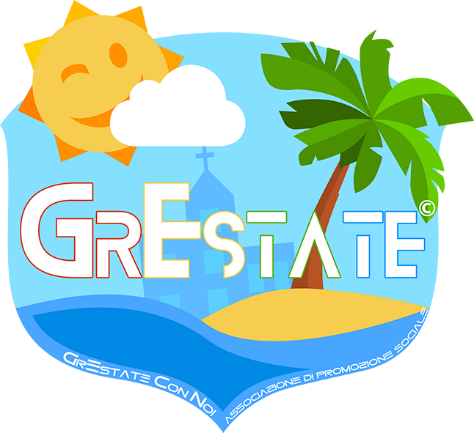 GrEstate©
GrEstate Con Noi
associazione di promozione sociale